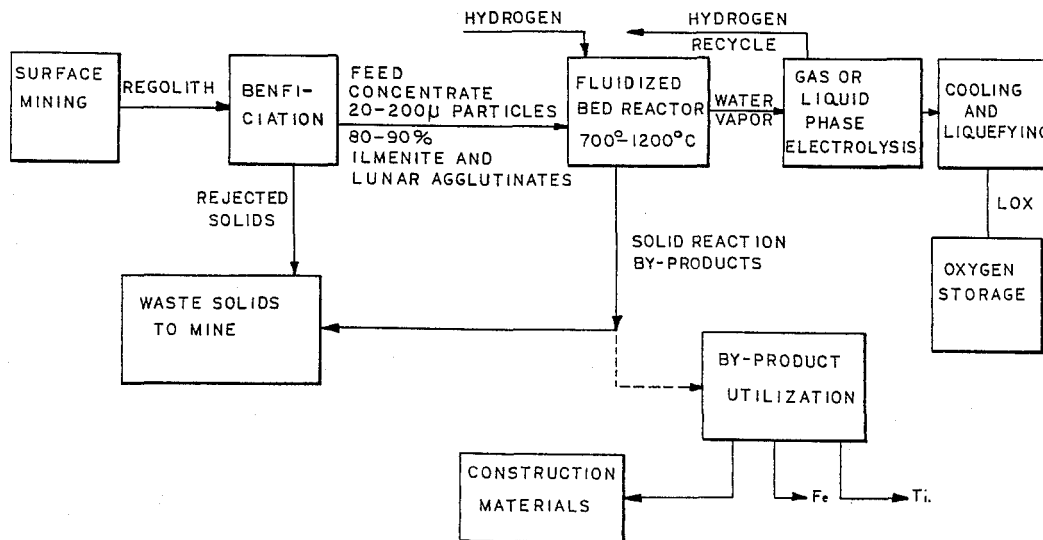 HYDROGEN
HYDROGEN
RECYCLE
SURFACE
MINING
REGOLITH
BENFI-
CIATION
FEED
CONCENTRATE
20-200μ PARTICLES
80-90%
ILMENITE AND
LUNAR AGGLUTINATES
FLUIDIZED
BED REACTOR
700°-1200°C
WATER
VAPOR
GAS OR
LIQUID
PHASE
ELECTROLYSIS
COOLING
AND
LIQUEFYING
REJECTED
SOLIDS
SOLID REACTION
BY-PRODUCTS
LOX
OXYGEN
STORAGE
WASTE SOLIDS
TO MINE
BY-PRODUCT
UTILIZATION
CONSTRUCTION
MATERIALS
Fe
Ti.